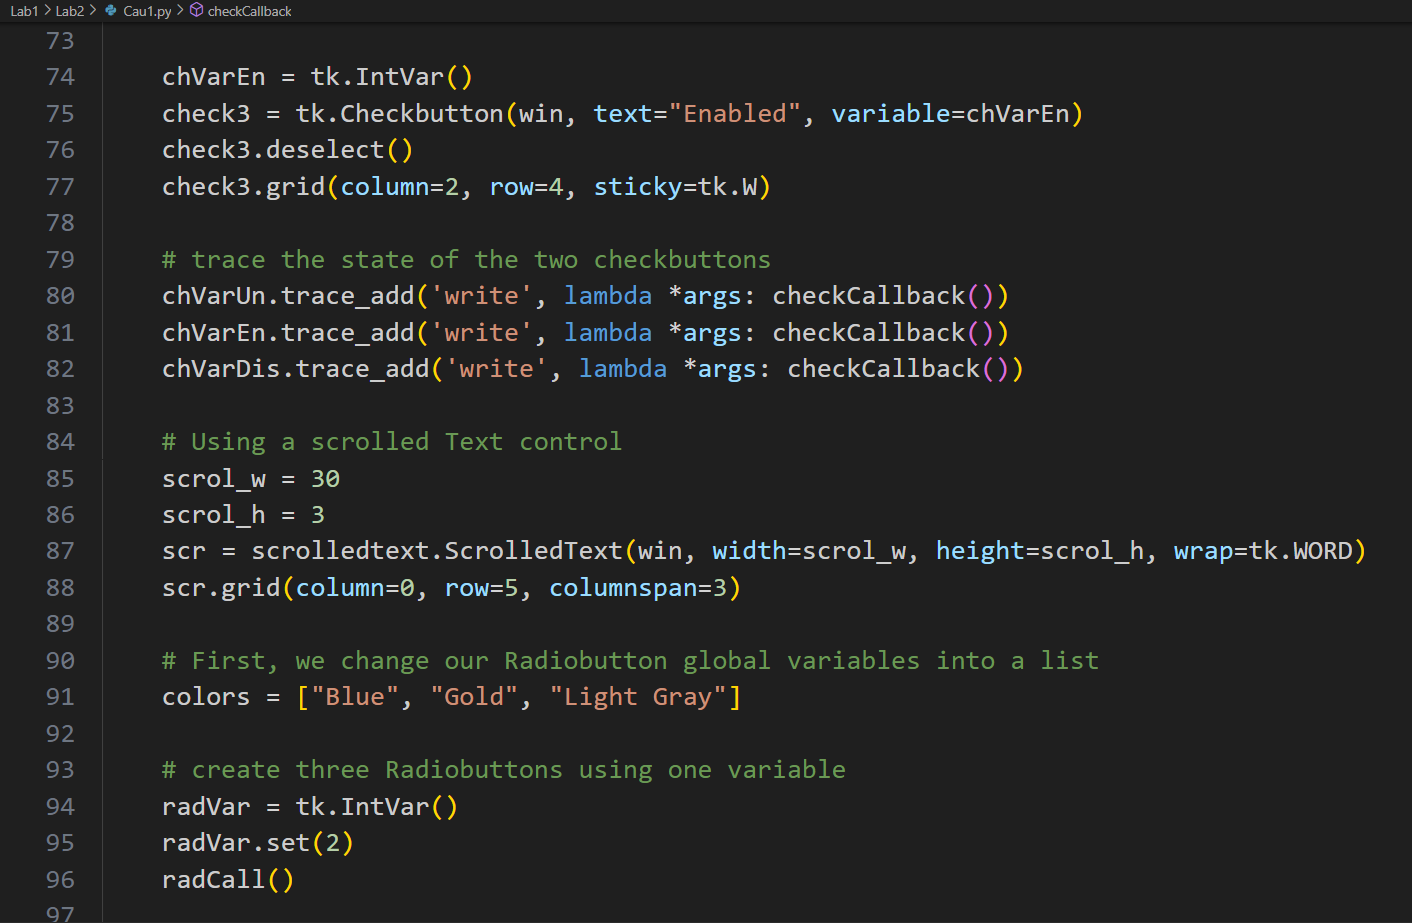 Lab1 > Lab2 > Cau1.py > checkCallback
73
74 chVarEn = tk.IntVar()
75 check3 = tk.Checkbutton(win, text="Enabled", variable=chVarEn)
76 check3.deselect()
77 check3.grid(column=2, row=4, sticky=tk.W)
78
79 # trace the state of the two checkbuttons
80 chVarUn.trace_add('write', lambda *args: checkCallback())
81 chVarEn.trace_add('write', lambda *args: checkCallback())
82 chVarDis.trace_add('write', lambda *args: checkCallback())
83
84 # Using a scrolled Text control
85 scrol_w = 30
86 scrol_h = 3
87 scr = scrolledtext.ScrolledText(win, width=scrol_w, height=scrol_h, wrap=tk.WORD)
88 scr.grid(column=0, row=5, columnspan=3)
89
90 # First, we change our Radiobutton global variables into a list
91 colors = ["Blue", "Gold", "Light Gray"]
92
93 # create three Radiobuttons using one variable
94 radVar = tk.IntVar()
95 radVar.set(2)
96 radCall()
97